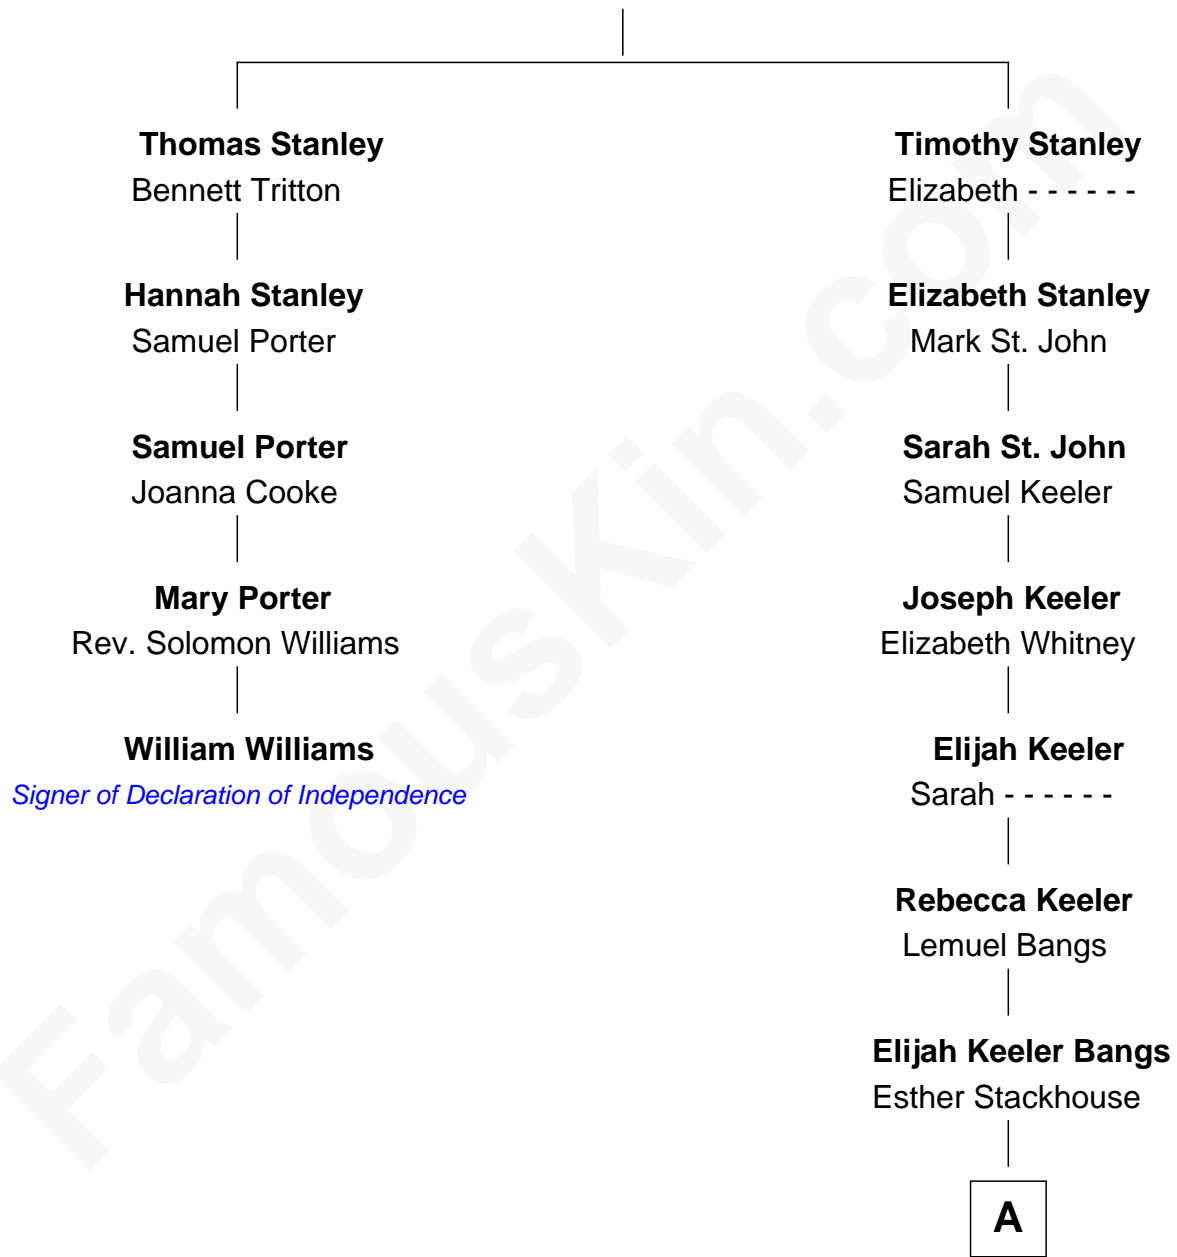 Thomas Stanley
Bennett Tritton
Hannah Stanley
Samuel Porter
Samuel Porter
Joanna Cooke
Mary Porter
Rev. Solomon Williams
William Williams
Signer of Declaration of Independence
Timothy Stanley
Elizabeth - - - - - -
Elizabeth Stanley
Mark St. John
Sarah St. John
Samuel Keeler
Joseph Keeler
Elizabeth Whitney
Elijah Keeler
Sarah - - - - - -
Rebecca Keeler
Lemuel Bangs
Elijah Keeler Bangs
Esther Stackhouse
A
FamousKin.com